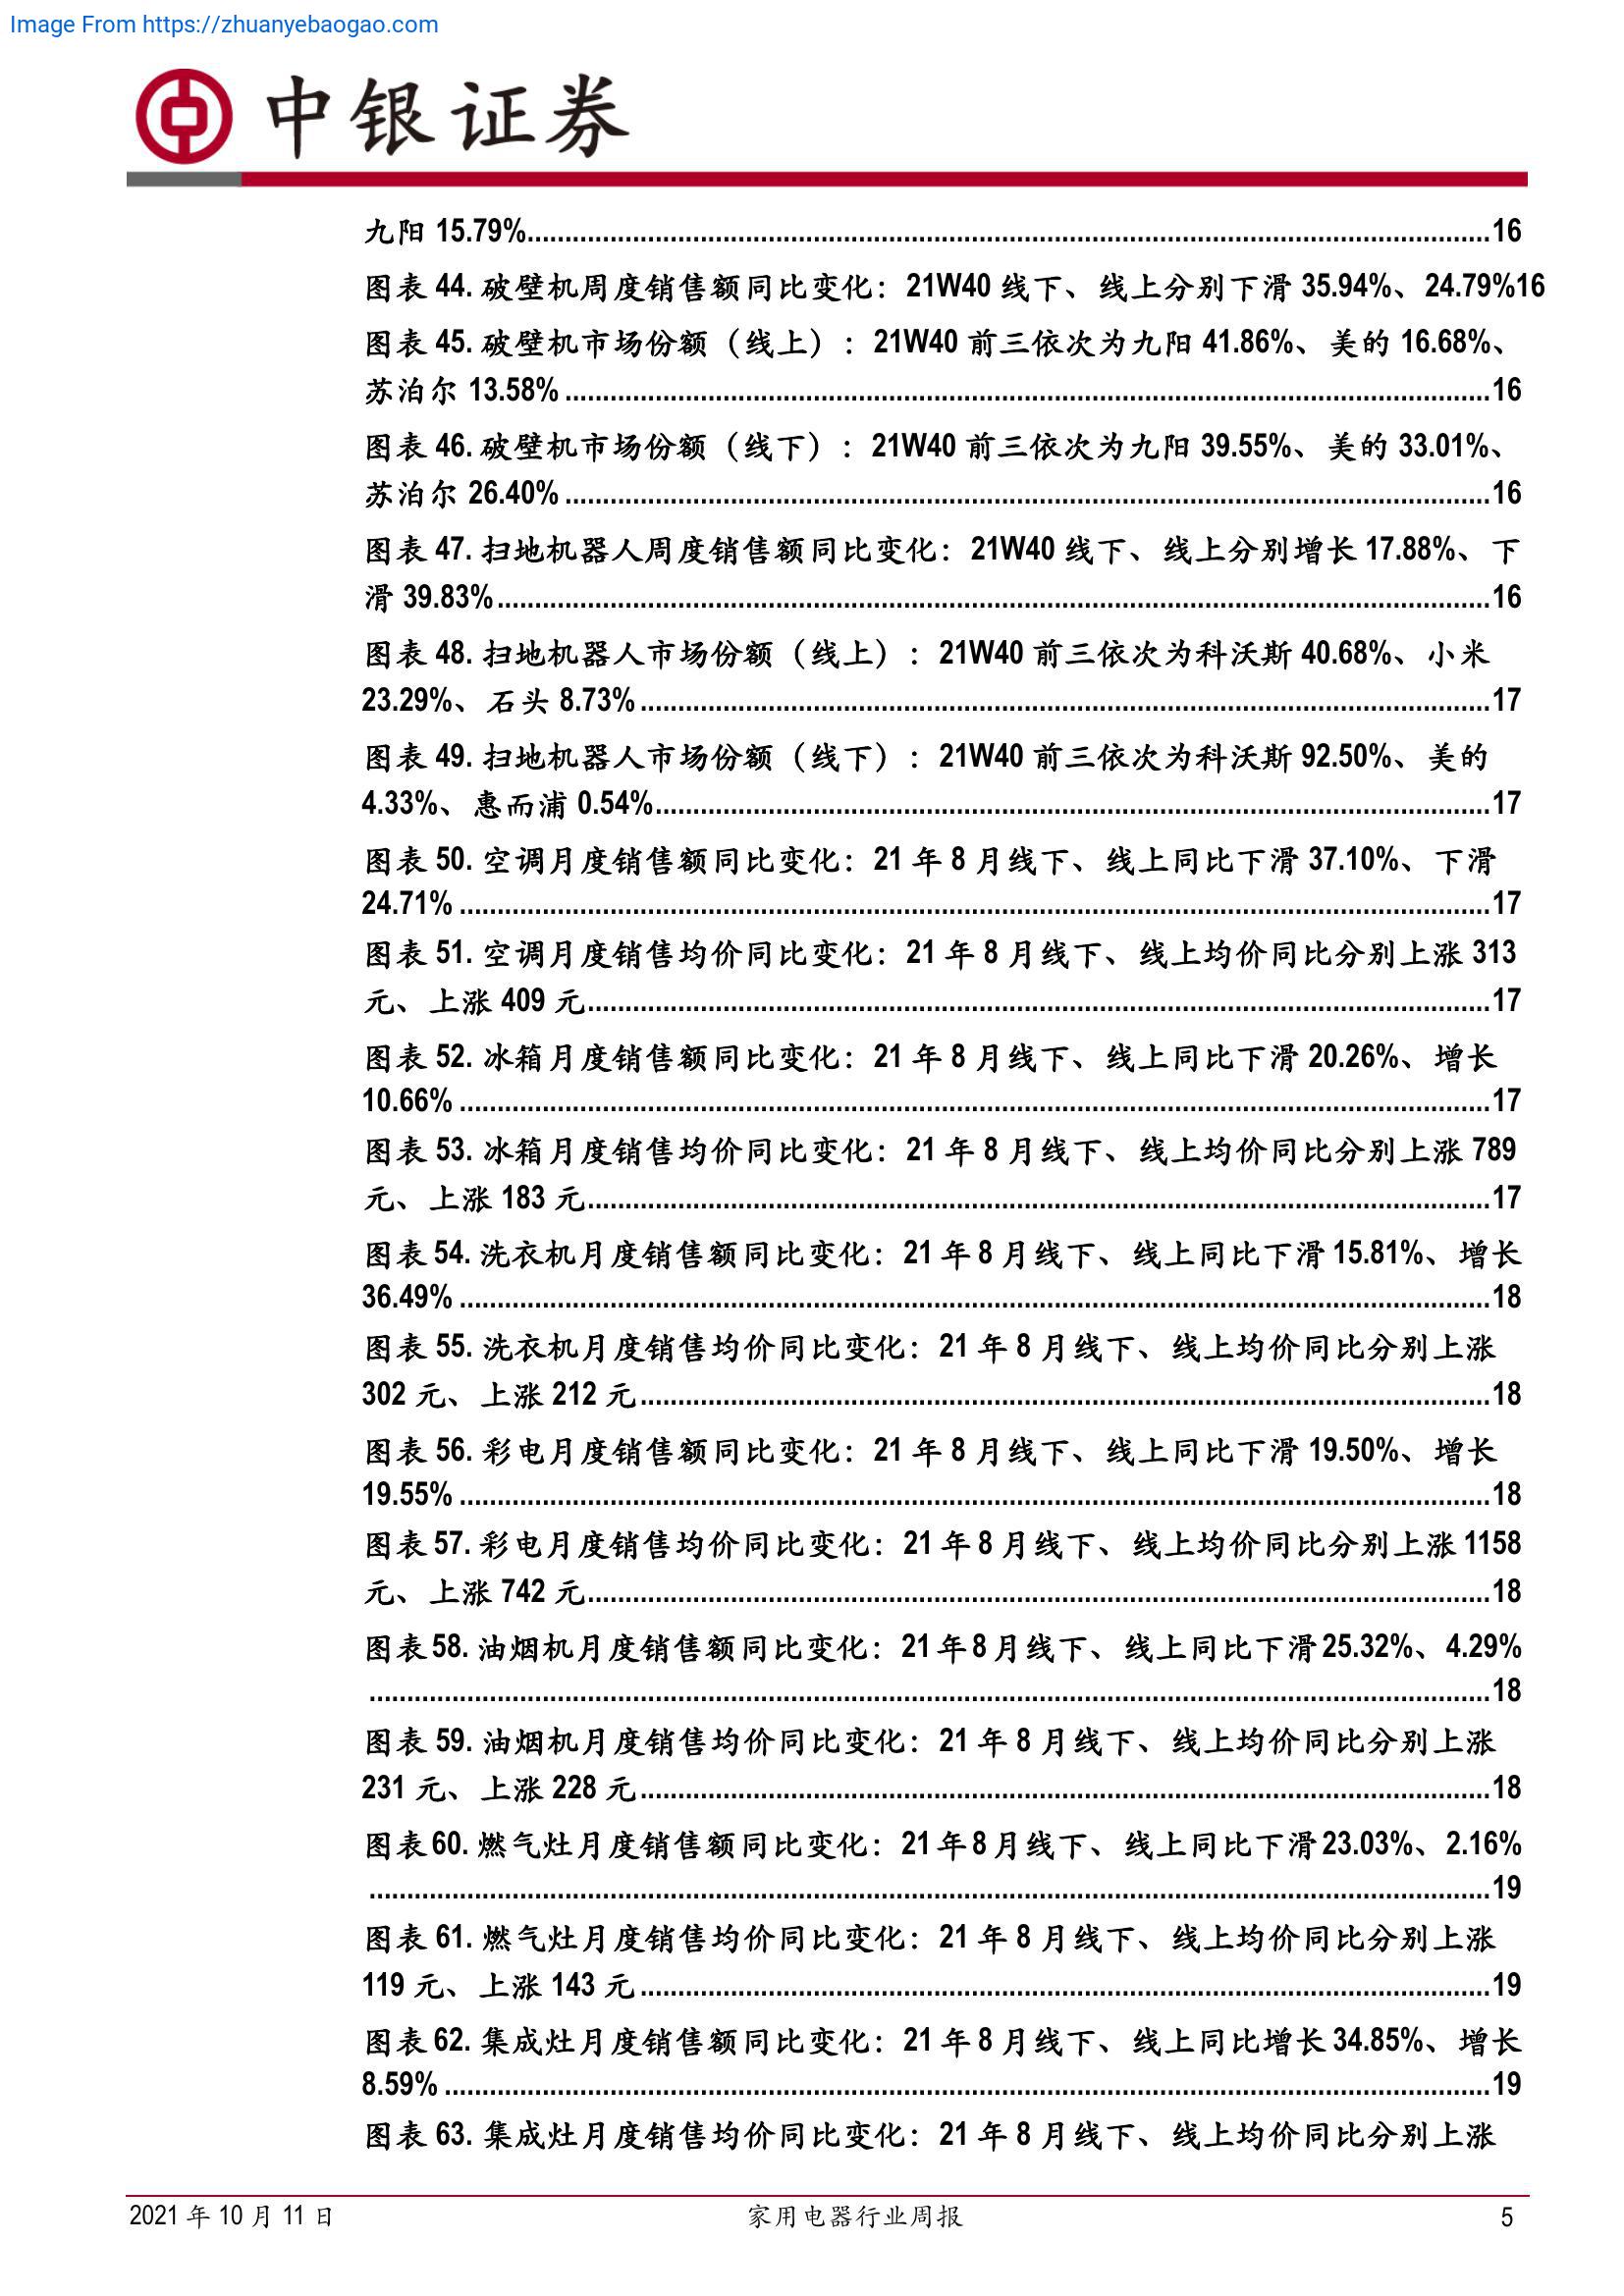 Image From https://zhuanyebaogao.com
中银证券
九阳 15.79%....................16
图表 44. 破壁机周度销售额同比变化：21W40 线下、线上分别下滑 35.94%、24.79%16
图表 45. 破壁机市场份额（线上）：21W40 前三依次为九阳 41.86%、美的 16.68%、
苏泊尔 13.58%....................16
图表 46. 破壁机市场份额（线下）：21W40 前三依次为九阳 39.55%、美的 33.01%、
苏泊尔 26.40%....................16
图表 47. 扫地机器人周度销售额同比变化：21W40 线下、线上分别增长 17.88%、下
滑 39.83%....................16
图表 48. 扫地机器人市场份额（线上）：21W40 前三依次为科沃斯 40.68%、小米
23.29%、石头 8.73%....................17
图表 49. 扫地机器人市场份额（线下）：21W40 前三依次为科沃斯 92.50%、美的
4.33%、惠而浦 0.54%....................17
图表 50. 空调月度销售额同比变化：21 年 8 月线下、线上同比下滑 37.10%、下滑
24.71%....................17
图表 51. 空调月度销售均价同比变化：21 年 8 月线下、线上均价同比分别上涨 313
元、上涨 409 元....................17
图表 52. 冰箱月度销售额同比变化：21 年 8 月线下、线上同比下滑 20.26%、增长
10.66%....................17
图表 53. 冰箱月度销售均价同比变化：21 年 8 月线下、线上均价同比分别上涨 789
元、上涨 183 元....................17
图表 54. 洗衣机月度销售额同比变化：21 年 8 月线下、线上同比下滑 15.81%、增长
36.49%....................18
图表 55. 洗衣机月度销售均价同比变化：21 年 8 月线下、线上均价同比分别上涨
302 元、上涨 212 元....................18
图表 56. 彩电月度销售额同比变化：21 年 8 月线下、线上同比下滑 19.50%、增长
19.55%....................18
图表 57. 彩电月度销售均价同比变化：21 年 8 月线下、线上均价同比分别上涨 1158
元、上涨 742 元....................18
图表 58. 油烟机月度销售额同比变化：21 年 8 月线下、线上同比下滑 25.32%、4.29%
....................18
图表 59. 油烟机月度销售均价同比变化：21 年 8 月线下、线上均价同比分别上涨
231 元、上涨 228 元....................18
图表 60. 燃气灶月度销售额同比变化：21 年 8 月线下、线上同比下滑 23.03%、2.16%
....................19
图表 61. 燃气灶月度销售均价同比变化：21 年 8 月线下、线上均价同比分别上涨
119 元、上涨 143 元....................19
图表 62. 集成灶月度销售额同比变化：21 年 8 月线下、线上同比增长 34.85%、增长
8.59%....................19
图表 63. 集成灶月度销售均价同比变化：21 年 8 月线下、线上均价同比分别上涨
2021 年 10 月 11 日 家用电器行业周报 5